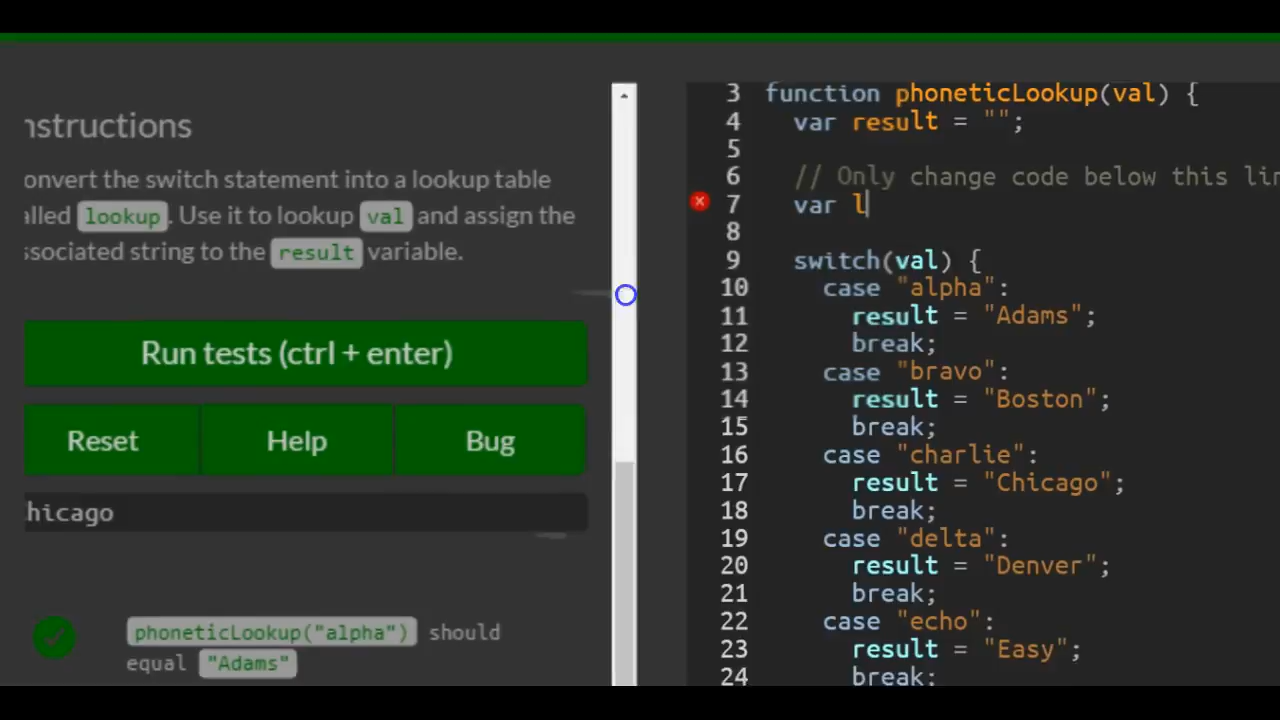 nstructions
onvert the switch statement into a lookup table
alled lookup. Use it to lookup val and assign the
ssociated string to the result variable.
Run tests (ctrl + enter)
Reset Help Bug
hicago
phoneticLookup("alpha") should
equal "Adams"
3 function phoneticLookup(val) {
4 var result = "";
5
6 // Only change code below this lin
7 var l
8
9 switch(val) {
10 case "alpha":
11 result = "Adams";
12 break;
13 case "bravo":
14 result = "Boston";
15 break;
16 case "charlie":
17 result = "Chicago";
18 break;
19 case "delta":
20 result = "Denver";
21 break;
22 case "echo":
23 result = "Easy";
24 break;